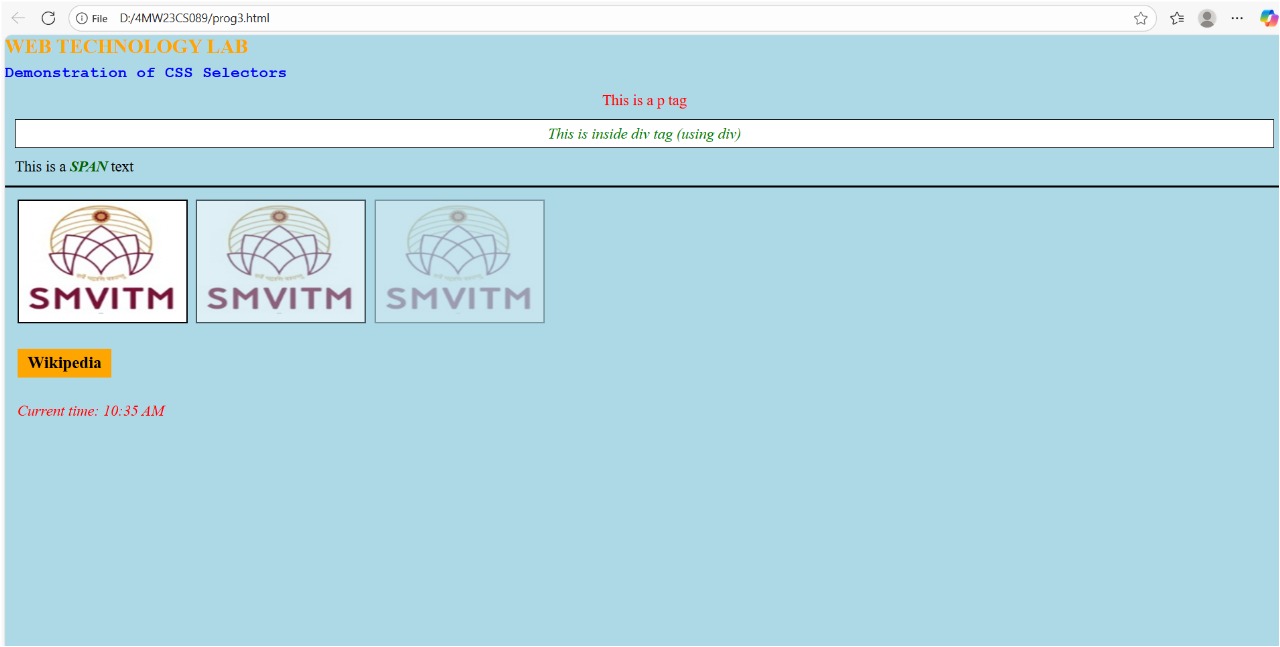 File D:/4MW23CS089/prog3.html
WEB TECHNOLOGY LAB
Demonstration of CSS Selectors
This is a p tag
This is inside div tag (using div)
This is a SPAN text
SMVITM SMVITM SMVITM
Wikipedia
Current time: 10:35 AM